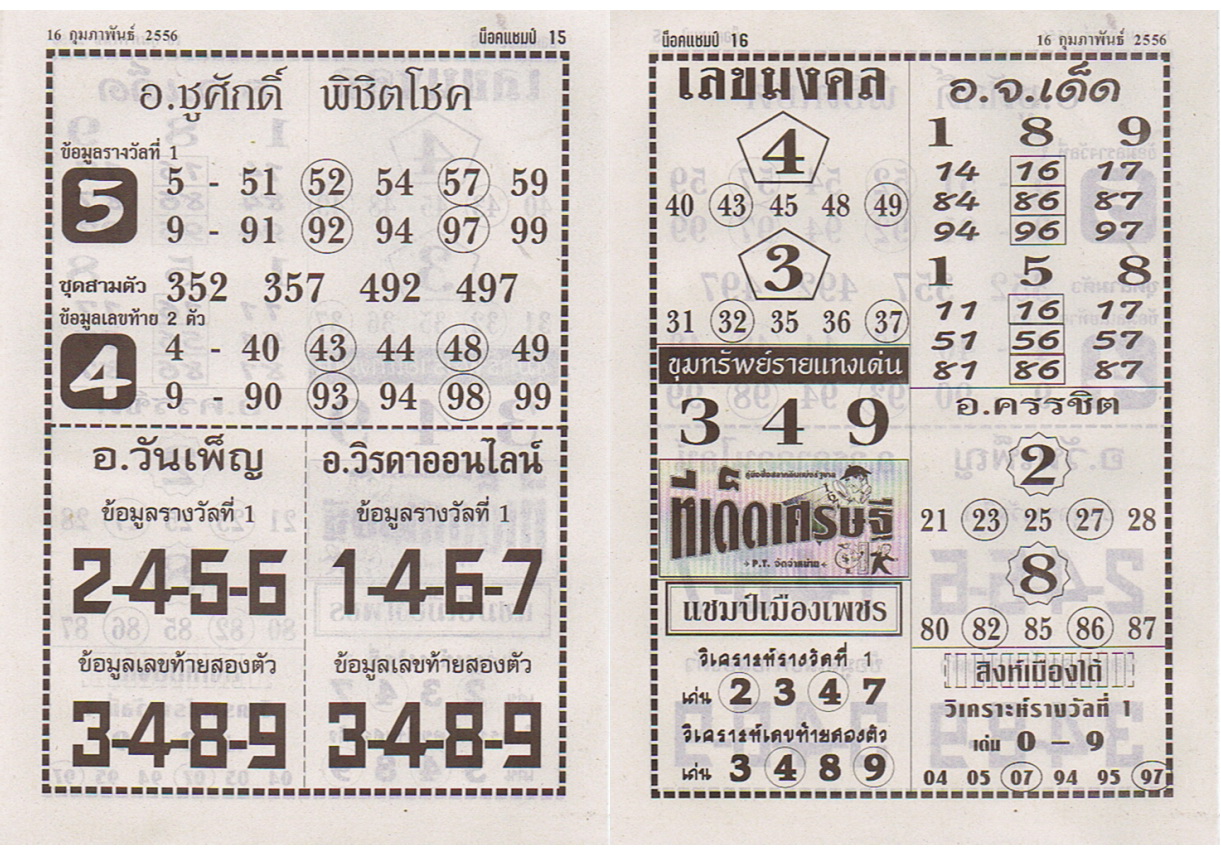 16 กุมภาพันธ์ 2556
น็อคแชมป์ 15
อ.ชูศักดิ์ พิชิตโชค
ข้อมูลรางวัลที่ 1
5
5 - 51 52 54 57 59
9 - 91 92 94 97 99
ชุดสามตัว 352 357 492 497
ข้อมูลเลขท้าย 2 ตัว
4
4 - 40 43 44 48 49
9 - 90 93 94 98 99
อ.วันเพ็ญ
ข้อมูลรางวัลที่ 1
2-4-5-6
ข้อมูลเลขท้ายสองตัว
3-4-8-9
อ.วิรดาออนไลน์
ข้อมูลรางวัลที่ 1
1-4-6-7
ข้อมูลเลขท้ายสองตัว
3-4-8-9
น็อคแชมป์ 16
16 กุมภาพันธ์ 2556
เลขมงคล
4
40 43 45 48 49
3
31 32 35 36 37
ขุมทรัพย์รายแทงเด่น
3 4 9
ทีเด็ดเศรษฐี
P.T. จัดจำหน่าย
แชมป์เมืองเพชร
วิเคราะห์รางวัลที่ 1
เด่น 2 3 4 7
วิเคราะห์เลขท้ายสองตัว
เด่น 3 4 8 9
อ.จ.เด็ด
1 8 9
14 16 17
84 86 87
94 96 97
1 5 8
11 16 17
51 56 57
81 86 87
อ.ครรชิต
2
21 23 25 27 28
8
80 82 85 86 87
สิงห์เมืองใต้
วิเคราะห์รางวัลที่ 1
เด่น 0 - 9
04 05 07 94 95 97